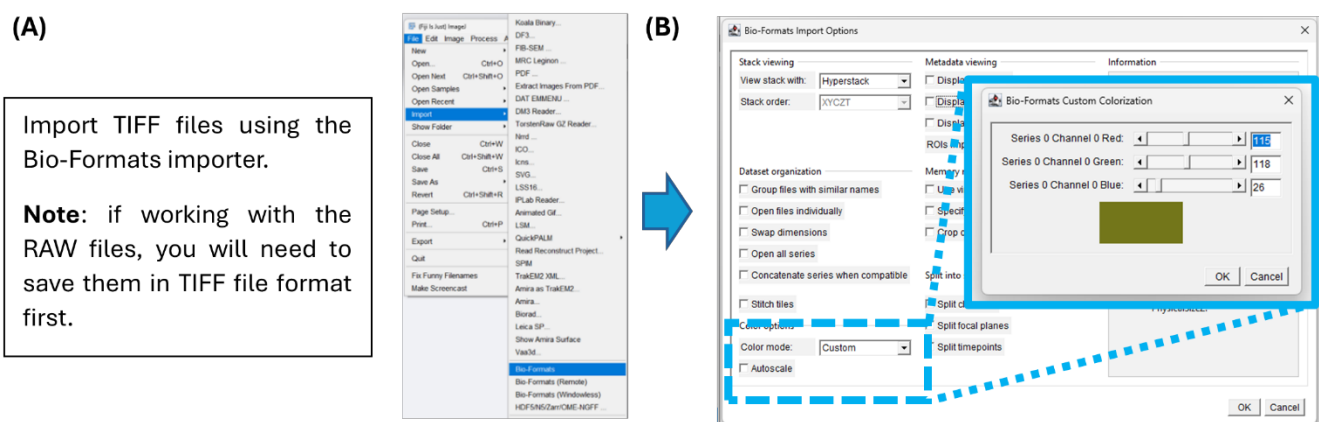 (A)
Import TIFF files using the
Bio-Formats importer.
Note: if working with the
RAW files, you will need to
save them in TIFF file format
first.
(Fiji Is Just) ImageJ
File Edit Image Process A
New
Open... Ctrl+O
Open Next Ctrl+Shift+O
Open Samples
Open Recent
Import
Show Folder
Close Ctrl+W
Close All Ctrl+Shift+W
Save Ctrl+S
Save As
Revert Ctrl+Shift+R
Page Setup...
Print... Ctrl+P
Export
Quit
Fix Funny Filenames
Make Screencast
Koala Binary...
DF3...
FIB-SEM ...
MRC Leginon ...
PDF ...
Extract Images From PDF...
DAT EMMENU ...
DM3 Reader...
TorstenRaw GZ Reader...
Nrrd ...
ICO...
Icns...
SVG...
LSS16...
IPLab Reader...
Animated Gif...
LSM...
QuickPALM
Read Reconstruct Project...
SPIM
TrakEM2 XML...
Amira as TrakEM2...
Amira...
Biorad...
Leica SP...
Show Amira Surface
Vaa3d...
Bio-Formats
Bio-Formats (Remote)
Bio-Formats (Windowless)
HDF5/N5/Zarr/OME-NGFF ...
(B)
Bio-Formats Import Options
Stack viewing
View stack with: Hyperstack
Stack order: XYCZT
Metadata viewing
Information
Dataset organization
Group files with similar names
Open files individually
Swap dimensions
Open all series
Concatenate series when compatible
Stitch tiles
Color options
Color mode: Custom
Autoscale
Split into
Split focal planes
Split timepoints
OK Cancel
Bio-Formats Custom Colorization
Series 0 Channel 0 Red: 115
Series 0 Channel 0 Green: 118
Series 0 Channel 0 Blue: 26
OK Cancel